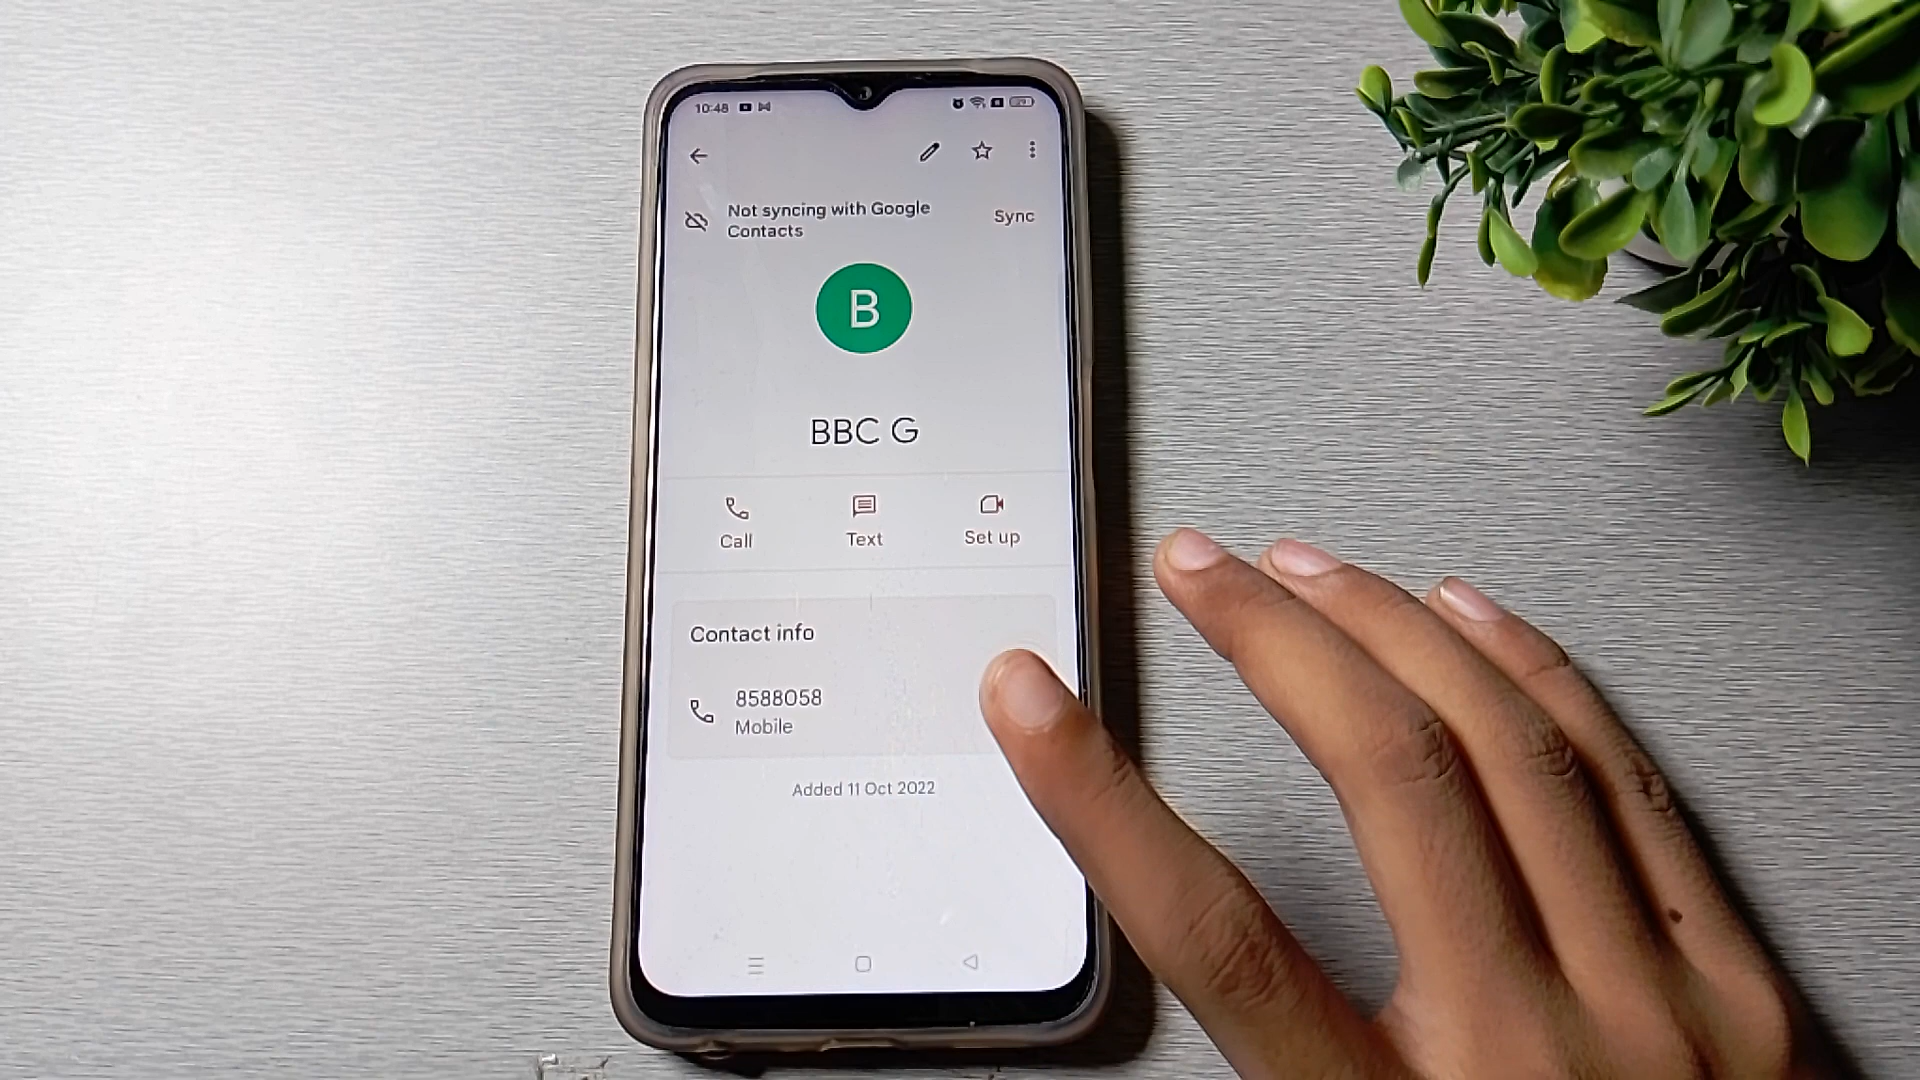 10:48
Not syncing with Google
Contacts
Sync
B
BBC G
Call
Text
Set up
Contact info
8588058
Mobile
Added 11 Oct 2022